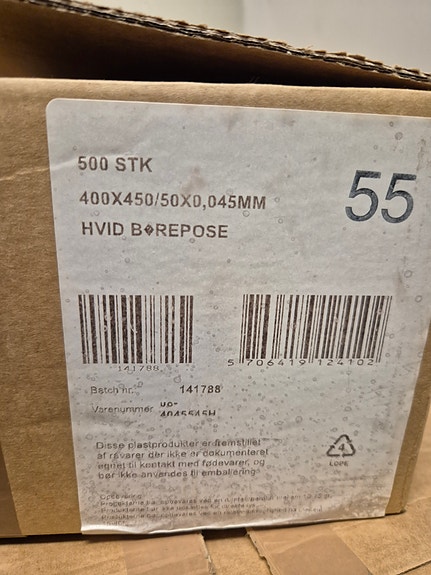 500 STK
55
400X450/50X0,045MM
HVID B�REPOSE
141788
5 706419 124102
Batch nr. 141788
Varenummer
4045545H
Disse plastprodukter er fremstillet
af råvarer der ikke er dokumenteret
egnet til kontakt med fødevarer, og
bør ikke anvendes til emballering
4
LDPE
Opbevaring